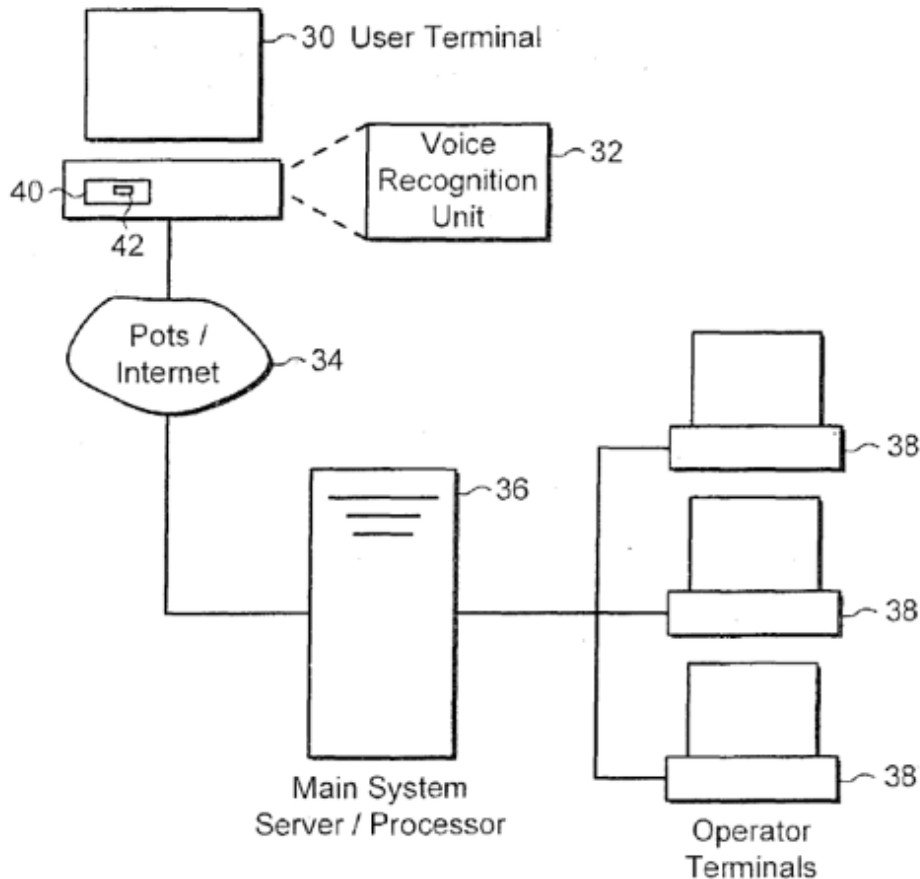 30 User Terminal
Voice
Recognition
Unit
32
40
42
Pots /
Internet
34
36
38
38
38
Main System
Server / Processor
Operator
Terminals